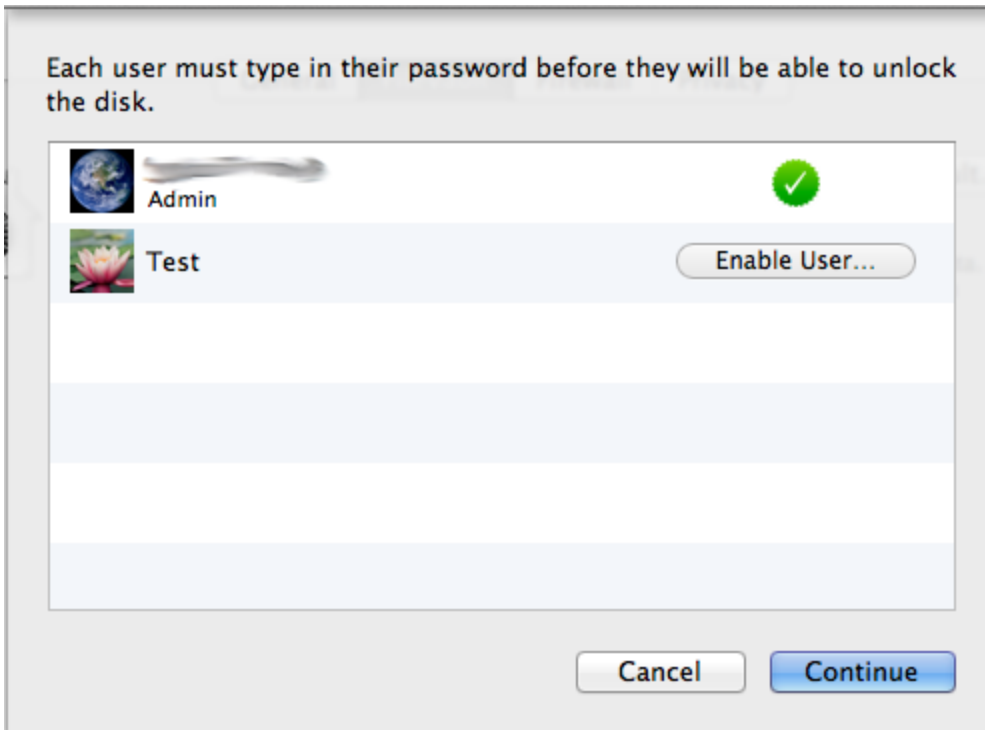 Each user must type in their password before they will be able to unlock
the disk.
Admin
Test
Enable User...
Cancel
Continue